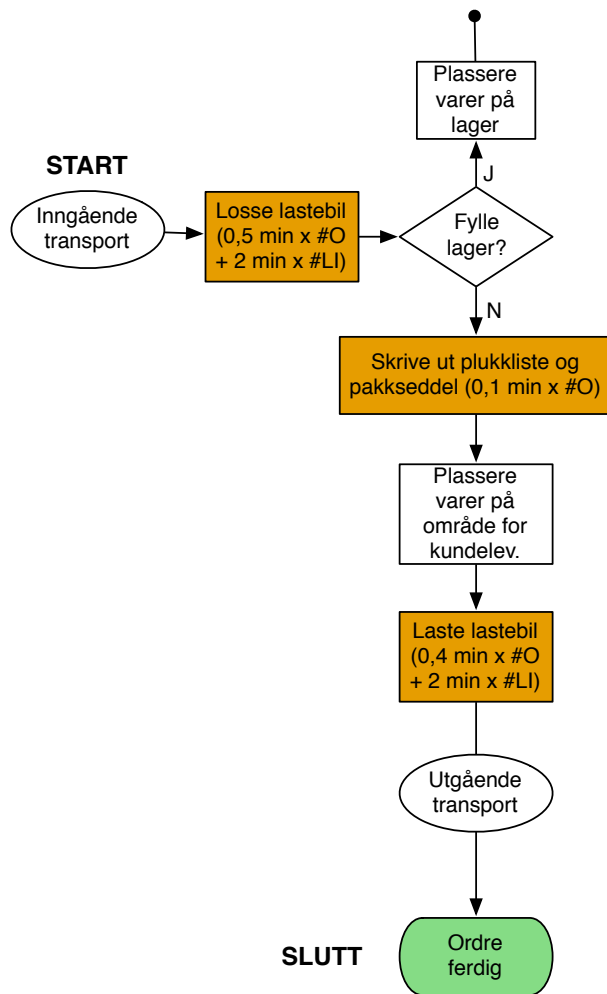 Plassere
varer på
lager
START
J
Inngående
transport
Losse lastebil
(0,5 min x #O
+ 2 min x #LI)
Fylle
lager?
N
Skrive ut plukkliste og
pakkseddel (0,1 min x #O)
Plassere
varer på
område for
kundelev.
Laste lastebil
(0,4 min x #O
+ 2 min x #LI)
Utgående
transport
SLUTT
Ordre
ferdig